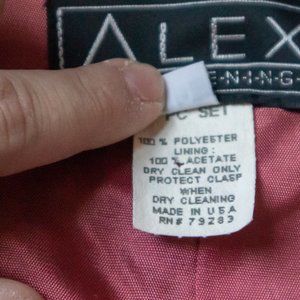 ALEX
ENING
PC SET
100 % POLYESTER
LINING :
100 % ACETATE
DRY CLEAN ONLY
PROTECT CLASP
WHEN
DRY CLEANING
MADE IN USA
RN# 79283